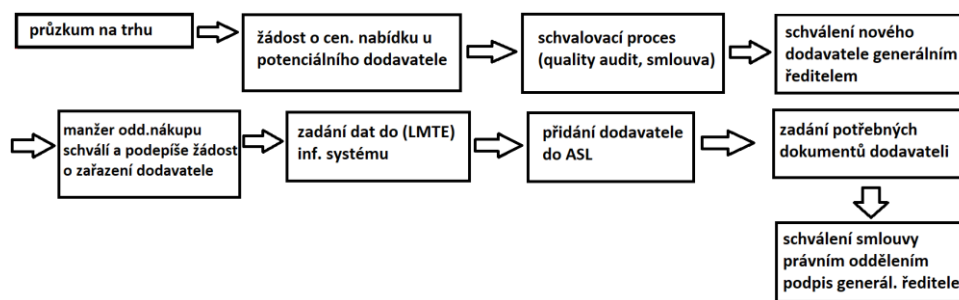 průzkum na trhu
žádost o cen. nabídku u
potenciálního dodavatele
schvalovací proces
(quality audit, smlouva)
schválení nového
dodavatele generálním
ředitelem
manžer odd.nákupu
schválí a podepíše žádost
o zařazení dodavatele
zadání dat do (LMTE)
inf. systému
přidání dodavatele
do ASL
zadání potřebných
dokumentů dodavateli
schválení smlouvy
právním oddělením
podpis generál. ředitele